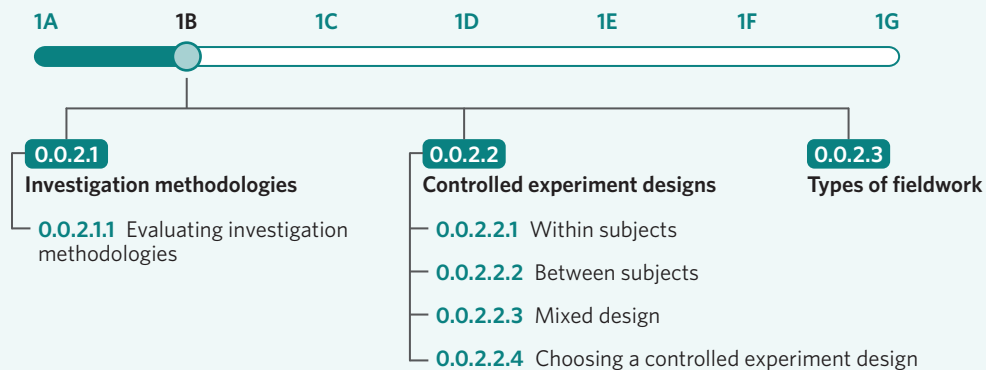 1A 1B 1C 1D 1E 1F 1G
0.0.2.1
Investigation methodologies
0.0.2.1.1 Evaluating investigation
methodologies
0.0.2.2
Controlled experiment designs
0.0.2.2.1 Within subjects
0.0.2.2.2 Between subjects
0.0.2.2.3 Mixed design
0.0.2.2.4 Choosing a controlled experiment design
0.0.2.3
Types of fieldwork